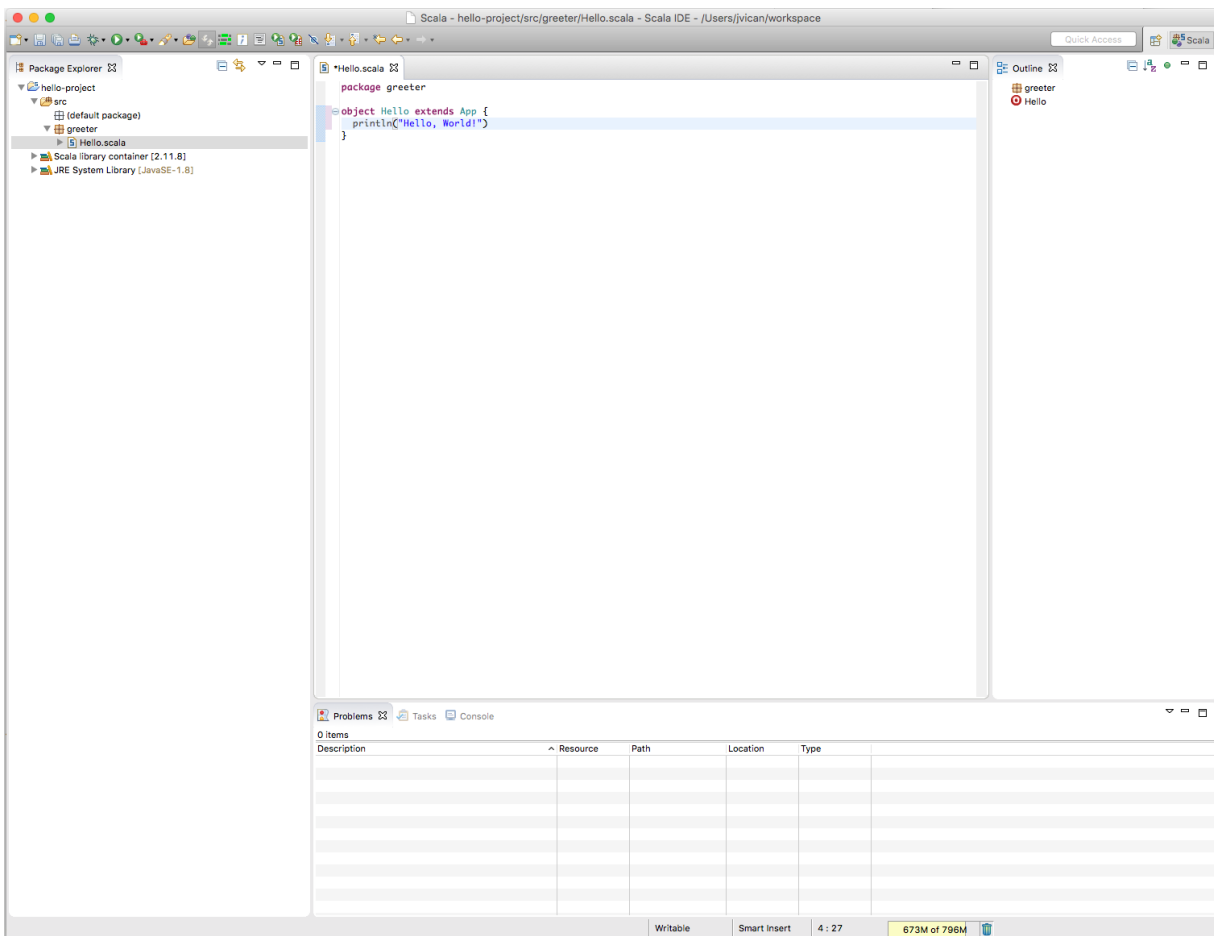 Scala - hello-project/src/greeter/Hello.scala - Scala IDE - /Users/jvican/workspace
Quick Access
Scala
Package Explorer
hello-project
src
(default package)
greeter
Hello.scala
Scala library container [2.11.8]
JRE System Library [JavaSE-1.8]
*Hello.scala
package greeter
object Hello extends App {
println("Hello, World!")
}
Outline
greeter
Hello
Problems Tasks Console
0 items
Description Resource Path Location Type
Writable Smart Insert 4 : 27 673M of 796M